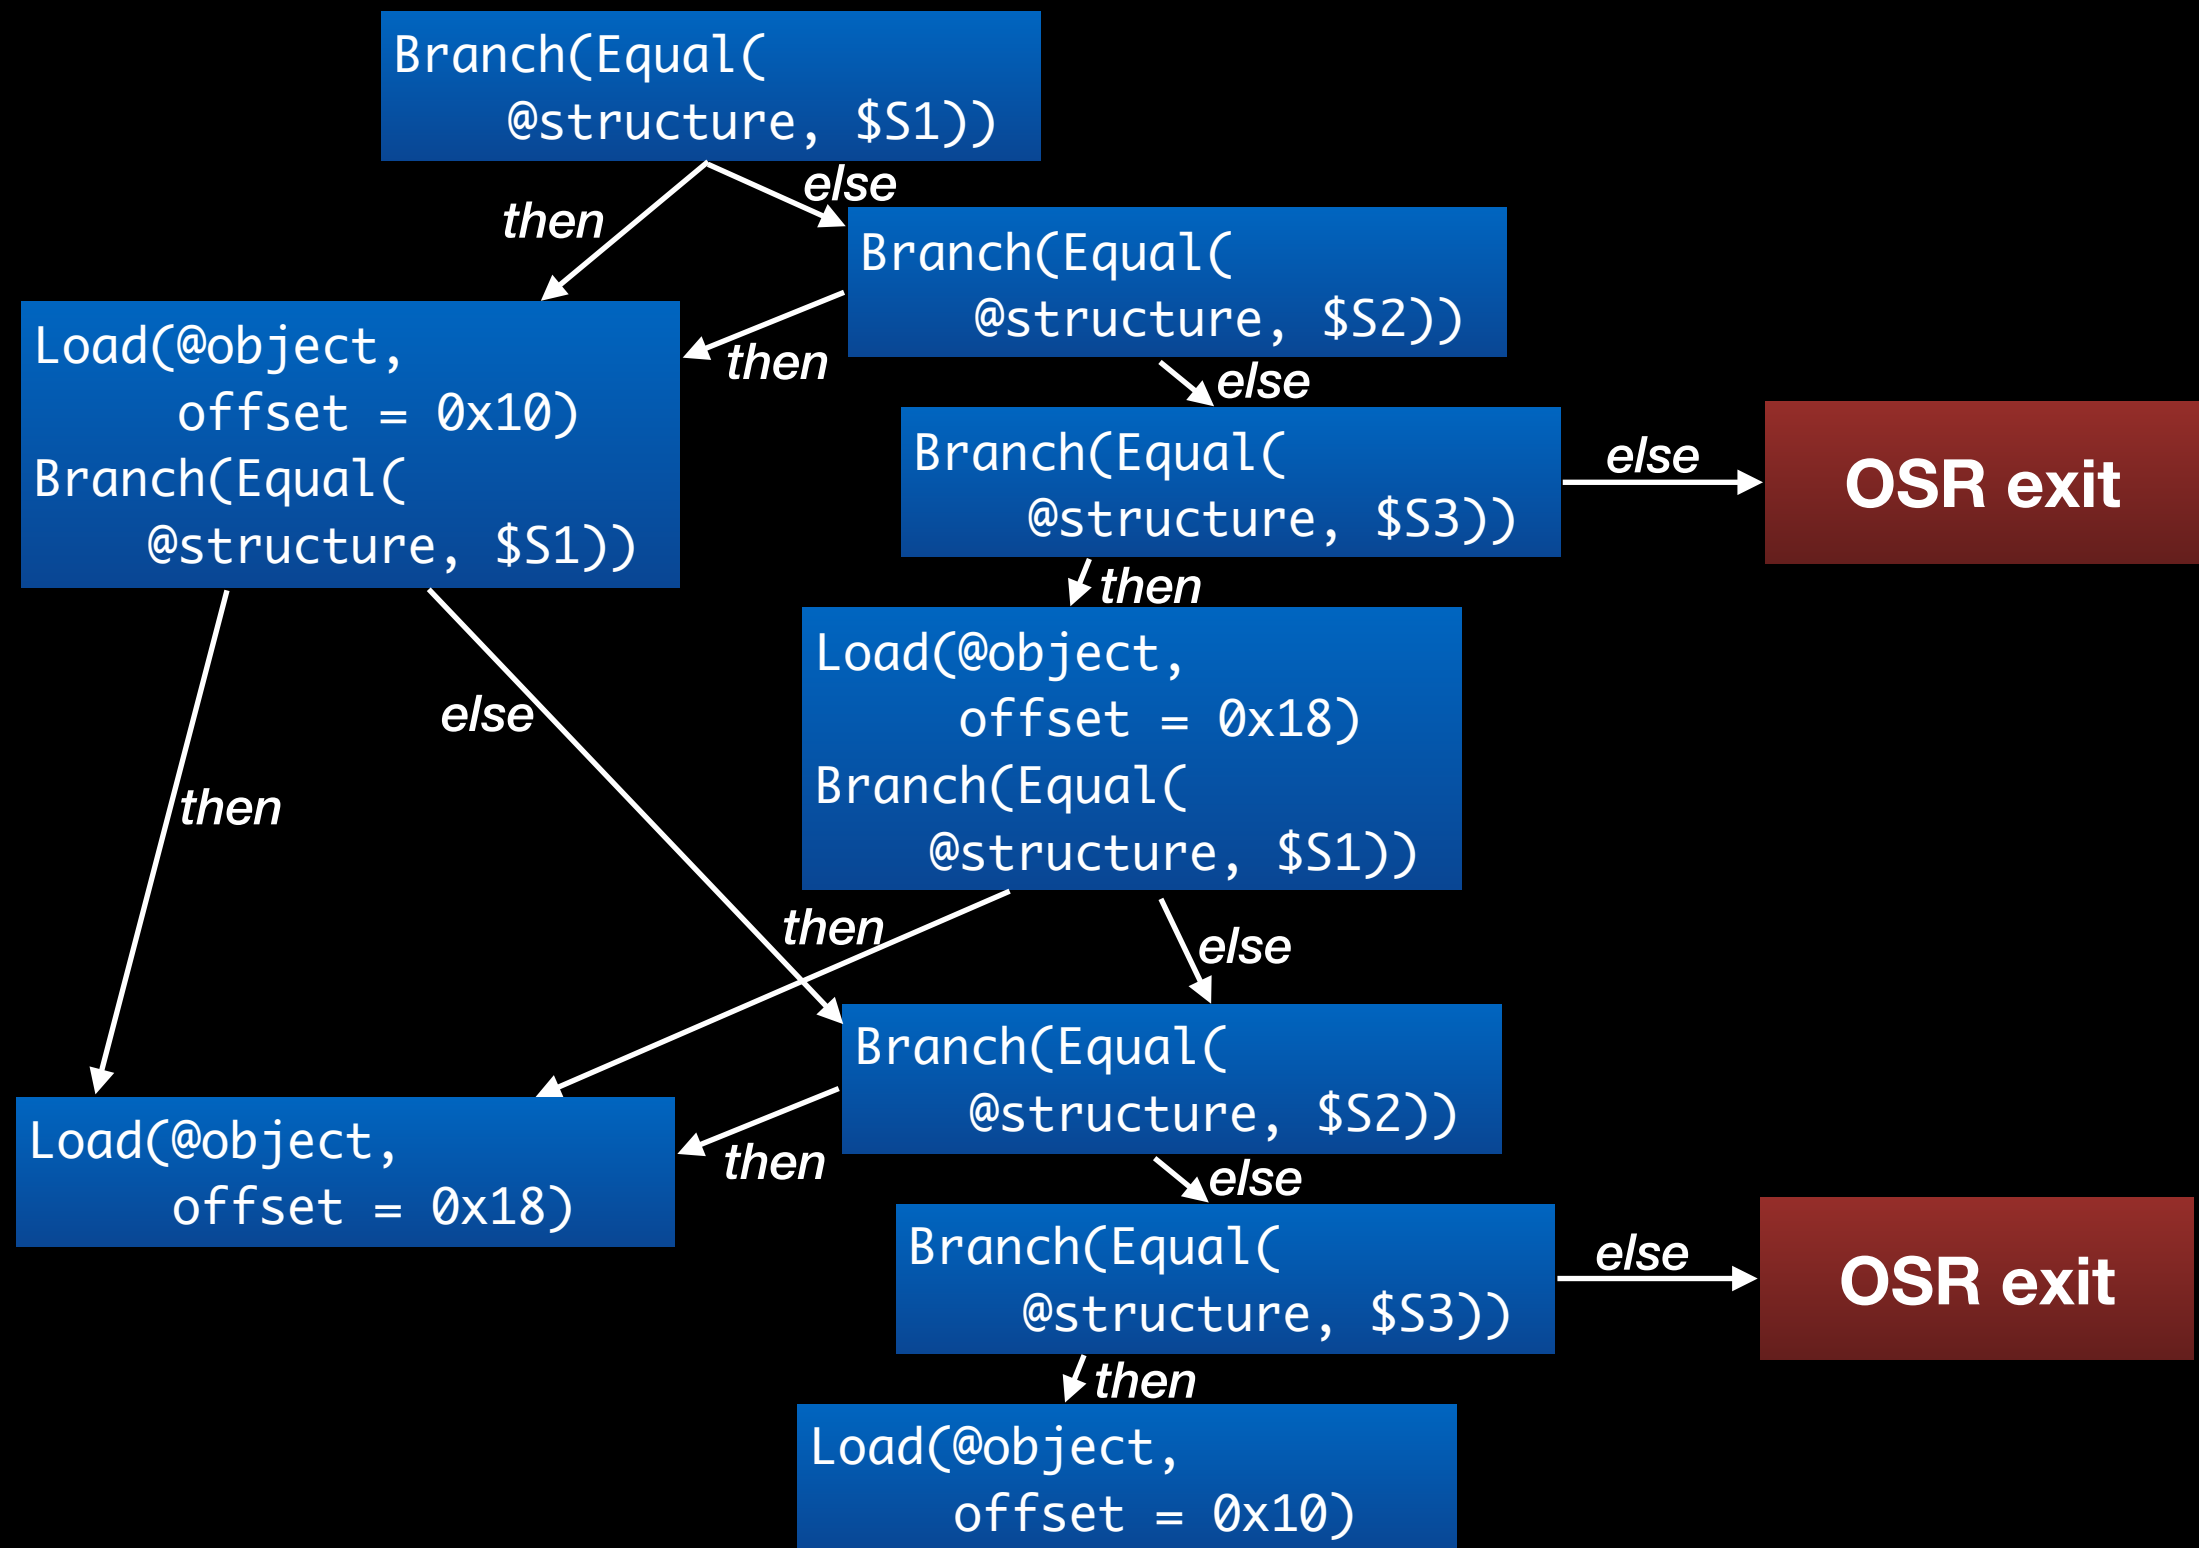 Branch(Equal(
@structure, $S1))
else
then
Branch(Equal(
@structure, $S2))
then
else
Load(@object,
offset = 0x10)
Branch(Equal(
@structure, $S1))
Branch(Equal(
@structure, $S3))
else
OSR exit
then
Load(@object,
offset = 0x18)
Branch(Equal(
@structure, $S1))
else
then
then
else
Branch(Equal(
@structure, $S2))
then
else
Load(@object,
offset = 0x18)
Branch(Equal(
@structure, $S3))
else
OSR exit
then
Load(@object,
offset = 0x10)